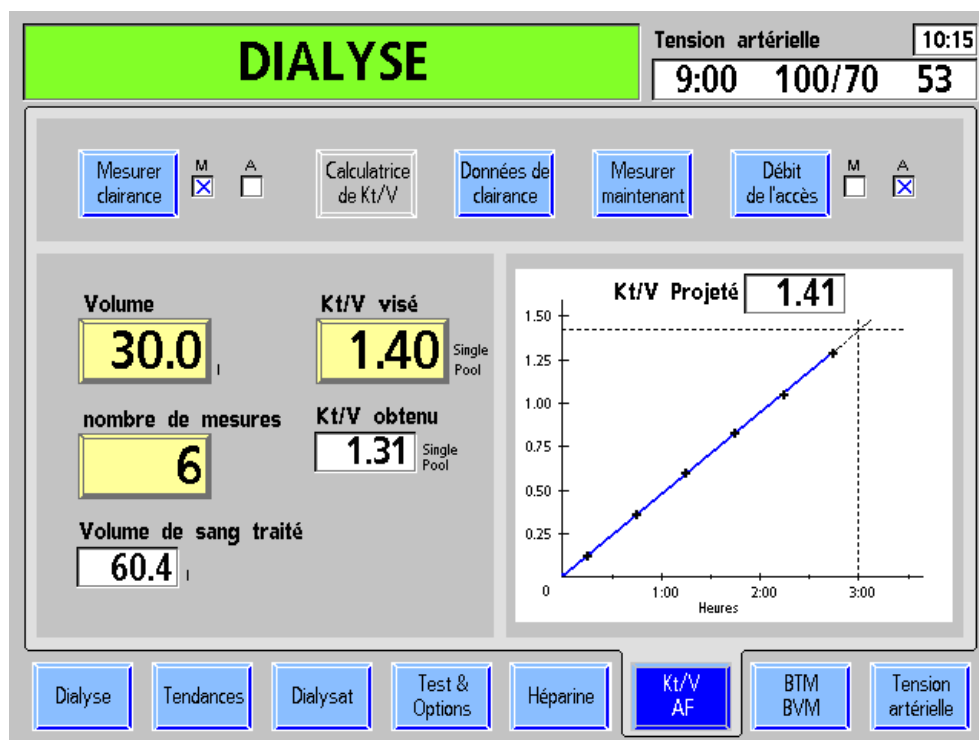 DIALYSE
Tension artérielle
10:15
9:00 100/70 53
Mesurer
clairance
M A
Calculatrice
de Kt/V
Données de
clairance
Mesurer
maintenant
Débit
de l'accès
M A
Volume
30.0 l
Kt/V visé
1.40 Single
Pool
nombre de mesures
6
Kt/V obtenu
1.31 Single
Pool
Volume de sang traité
60.4 l
Kt/V Projeté 1.41
1.50
1.25
1.00
0.75
0.50
0.25
0 1:00 2:00 3:00
Heures
Dialyse
Tendances
Dialysat
Test &
Options
Héparine
Kt/V
AF
BTM
BVM
Tension
artérielle